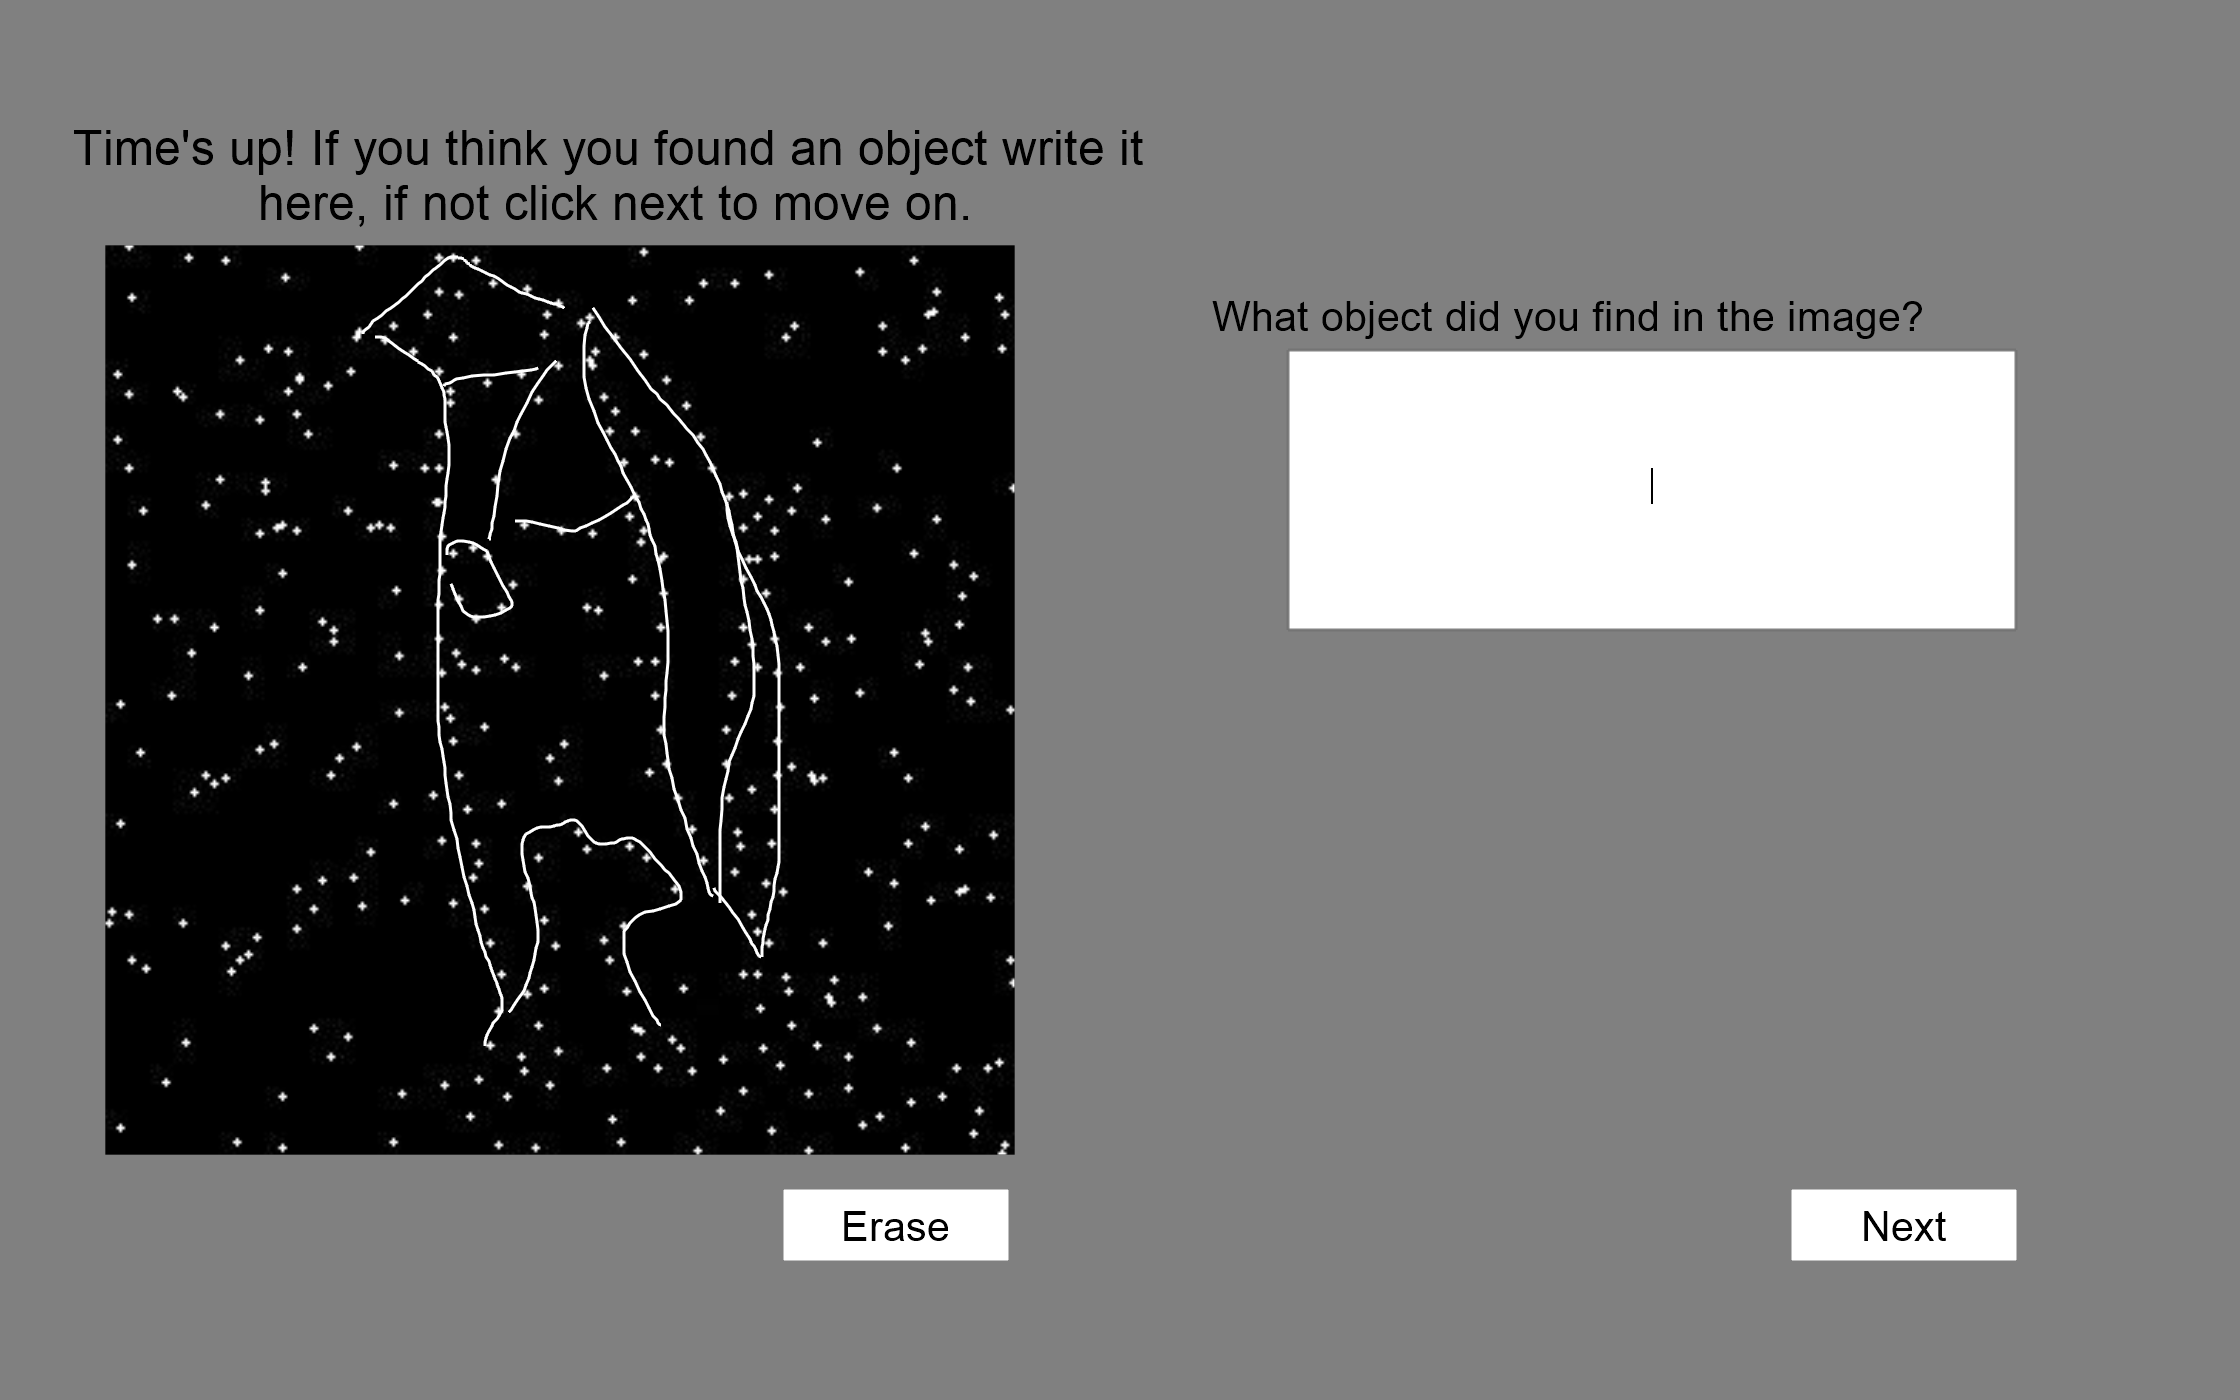 Time's up! If you think you found an object write it
here, if not click next to move on.
What object did you find in the image?
Erase
Next